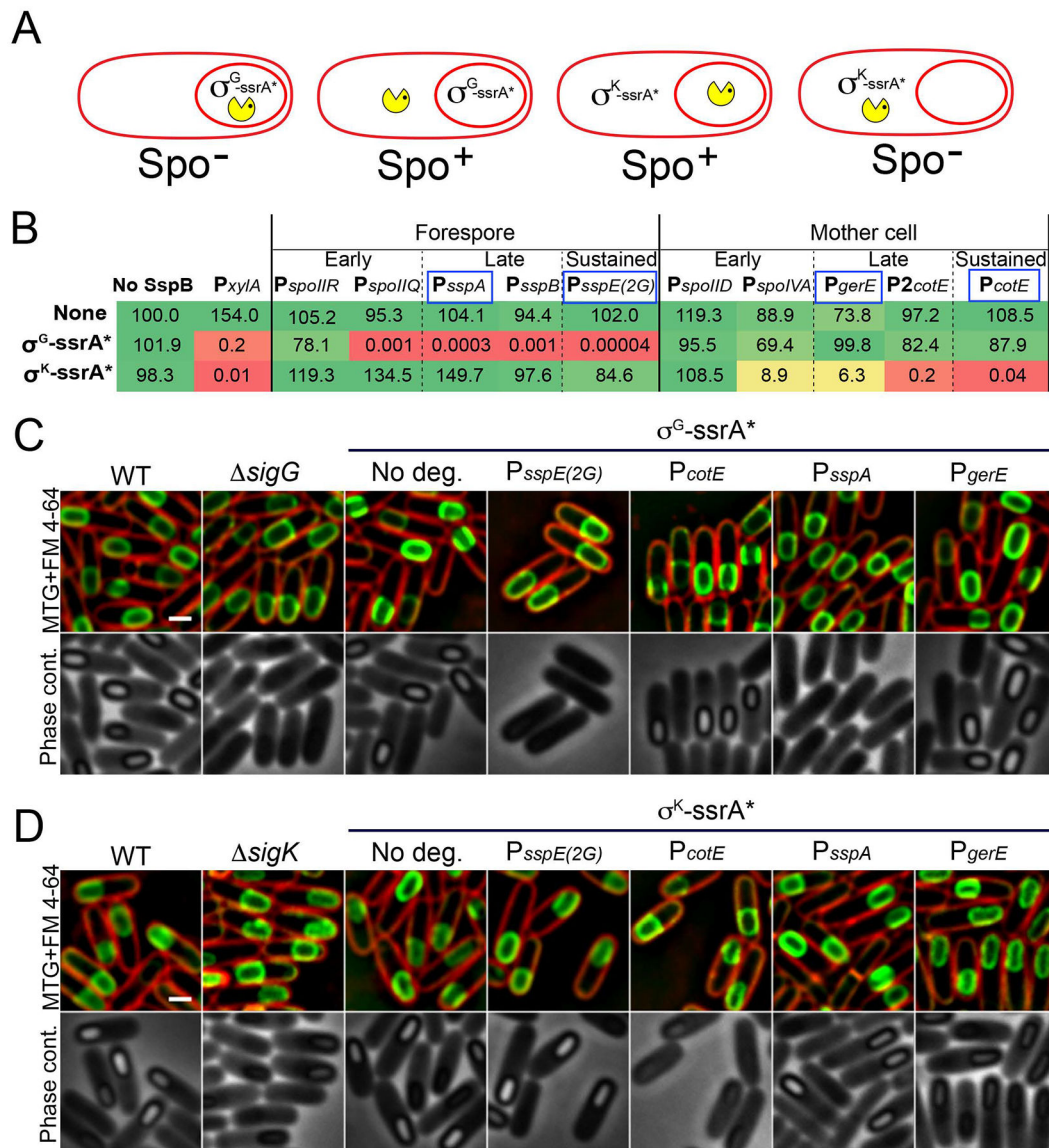 A
σG-ssrA*
σG-ssrA*
σK-ssrA*
σK-ssrA*
Spo-
Spo+
Spo+
Spo-
B
Forespore
Mother cell
Early
Late
Sustained
Early
Late
Sustained
No SspB PxylA PspoIIR PspoIIQ PsspA PsspB PsspE(2G) PspoIID PspoIVA PgerE P2cotE PcotE
None 100.0 154.0 105.2 95.3 104.1 94.4 102.0 119.3 88.9 73.8 97.2 108.5
σG-ssrA* 101.9 0.2 78.1 0.001 0.0003 0.001 0.00004 95.5 69.4 99.8 82.4 87.9
σK-ssrA* 98.3 0.01 119.3 134.5 149.7 97.6 84.6 108.5 8.9 6.3 0.2 0.04
C
σG-ssrA*
WT ΔsigG No deg. PsspE(2G) PcotE PsspA PgerE
MTG+FM 4-64
Phase cont.
D
σK-ssrA*
WT ΔsigK No deg. PsspE(2G) PcotE PsspA PgerE
MTG+FM 4-64
Phase cont.